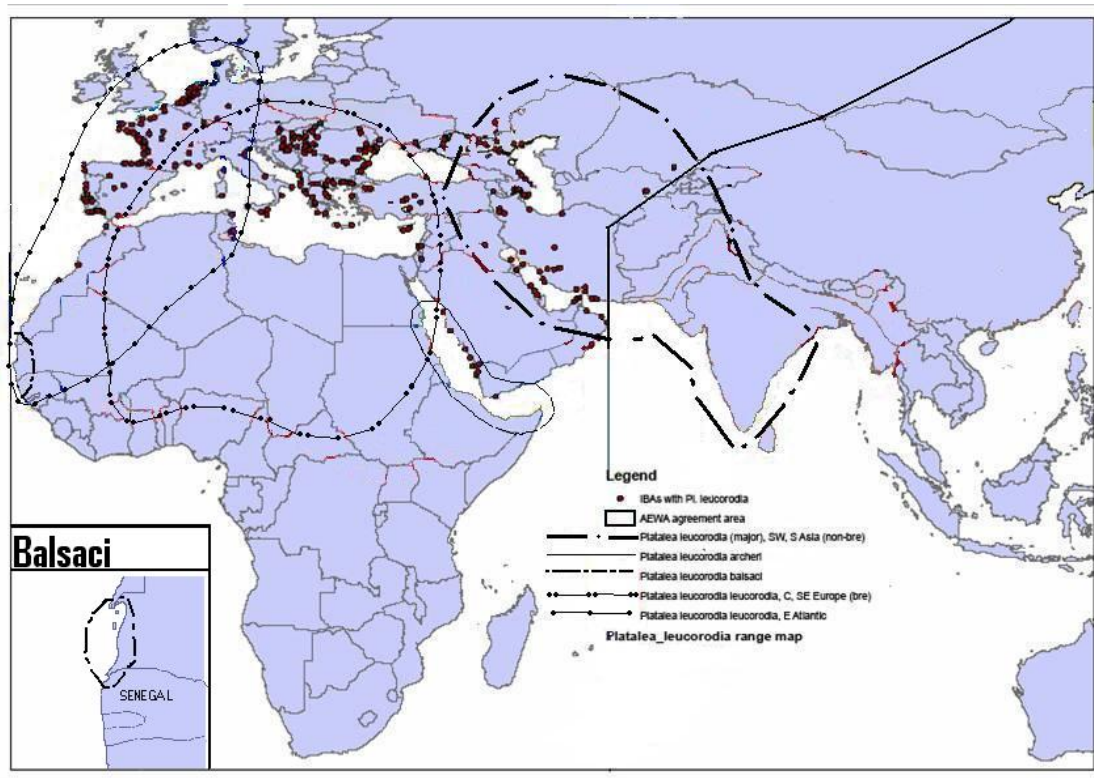 Legend
IBAs with Pl. leucorodia
AEWA agreement area
Platalea leucorodia (major), SW, S Asia (non-bre)
Platalea leucorodia archeri
Platalea leucorodia balsaci
Platalea leucorodia leucorodia, C, SE Europe (bre)
Platalea leucorodia leucorodia, E Atlantic
Platalea_leucorodia range map
Balsaci
SENEGAL